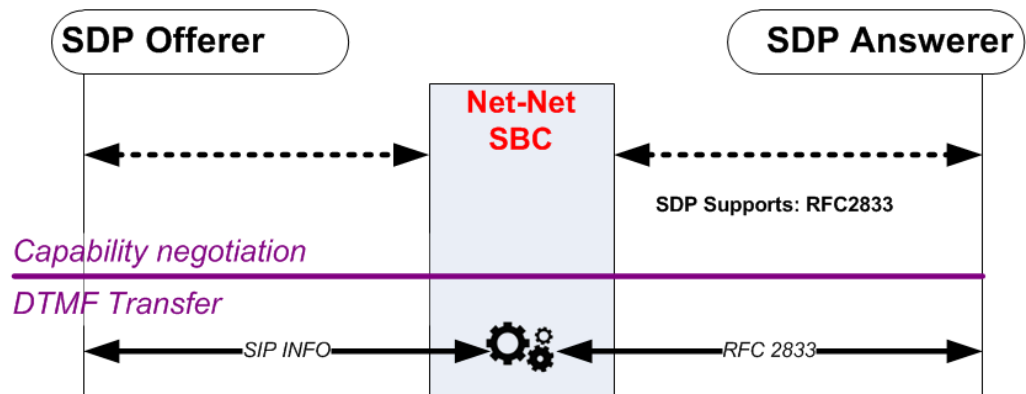 SDP Offerer
SDP Answerer
Net-Net
SBC
SDP Supports: RFC2833
Capability negotiation
DTMF Transfer
SIP INFO
RFC 2833